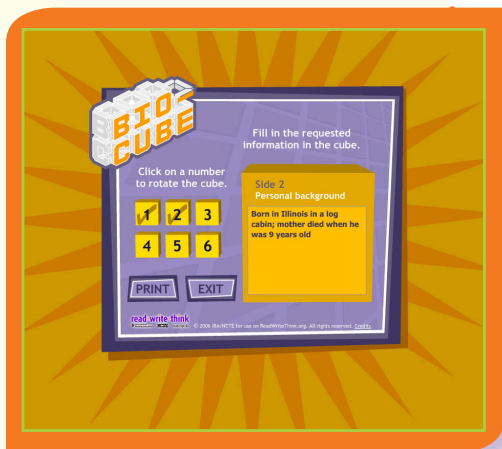 BIO-
CUBE
Fill in the requested
information in the cube.
Click on a number
to rotate the cube.
Side 2
Personal background
Born in Illinois in a log
cabin; mother died when he
was 9 years old
1 2 3
4 5 6
PRINT EXIT
read write think
© 2006 IRA/NCTE for use on ReadWriteThink.org. All rights reserved. Credits